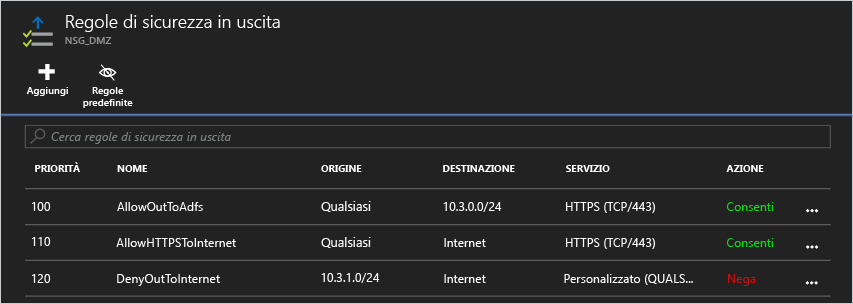 Regole di sicurezza in uscita
NSG_DMZ
Aggiungi
Regole
predefinite
Cerca regole di sicurezza in uscita
PRIORITÀ NOME ORIGINE DESTINAZIONE SERVIZIO AZIONE
100 AllowOutToAdfs Qualsiasi 10.3.0.0/24 HTTPS (TCP/443) Consenti ...
110 AllowHTTPSToInternet Qualsiasi Internet HTTPS (TCP/443) Consenti ...
120 DenyOutToInternet 10.3.1.0/24 Internet Personalizzato (QUALS... Nega ...